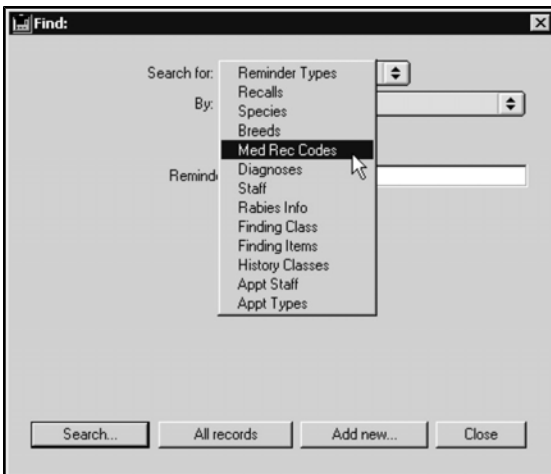 Find:
Search for:
By:
Reminder Types
Recalls
Species
Breeds
Med Rec Codes
Diagnoses
Staff
Rabies Info
Finding Class
Finding Items
History Classes
Appt Staff
Appt Types
Search...
All records
Add new...
Close